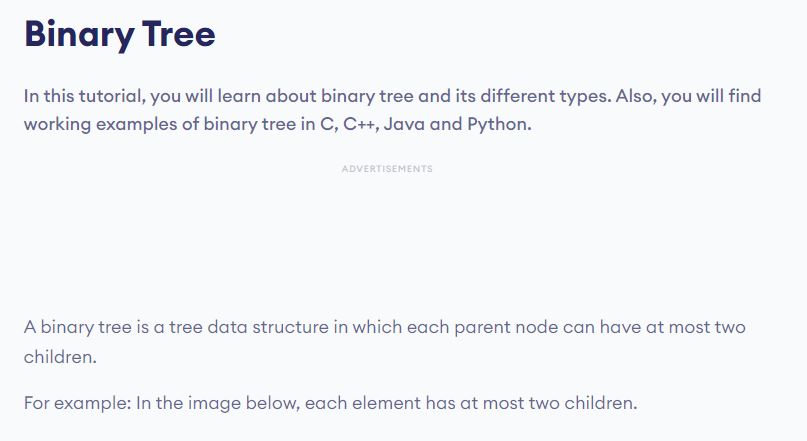 Binary Tree
In this tutorial, you will learn about binary tree and its different types. Also, you will find
working examples of binary tree in C, C++, Java and Python.
ADVERTISEMENTS
A binary tree is a tree data structure in which each parent node can have at most two
children.
For example: In the image below, each element has at most two children.